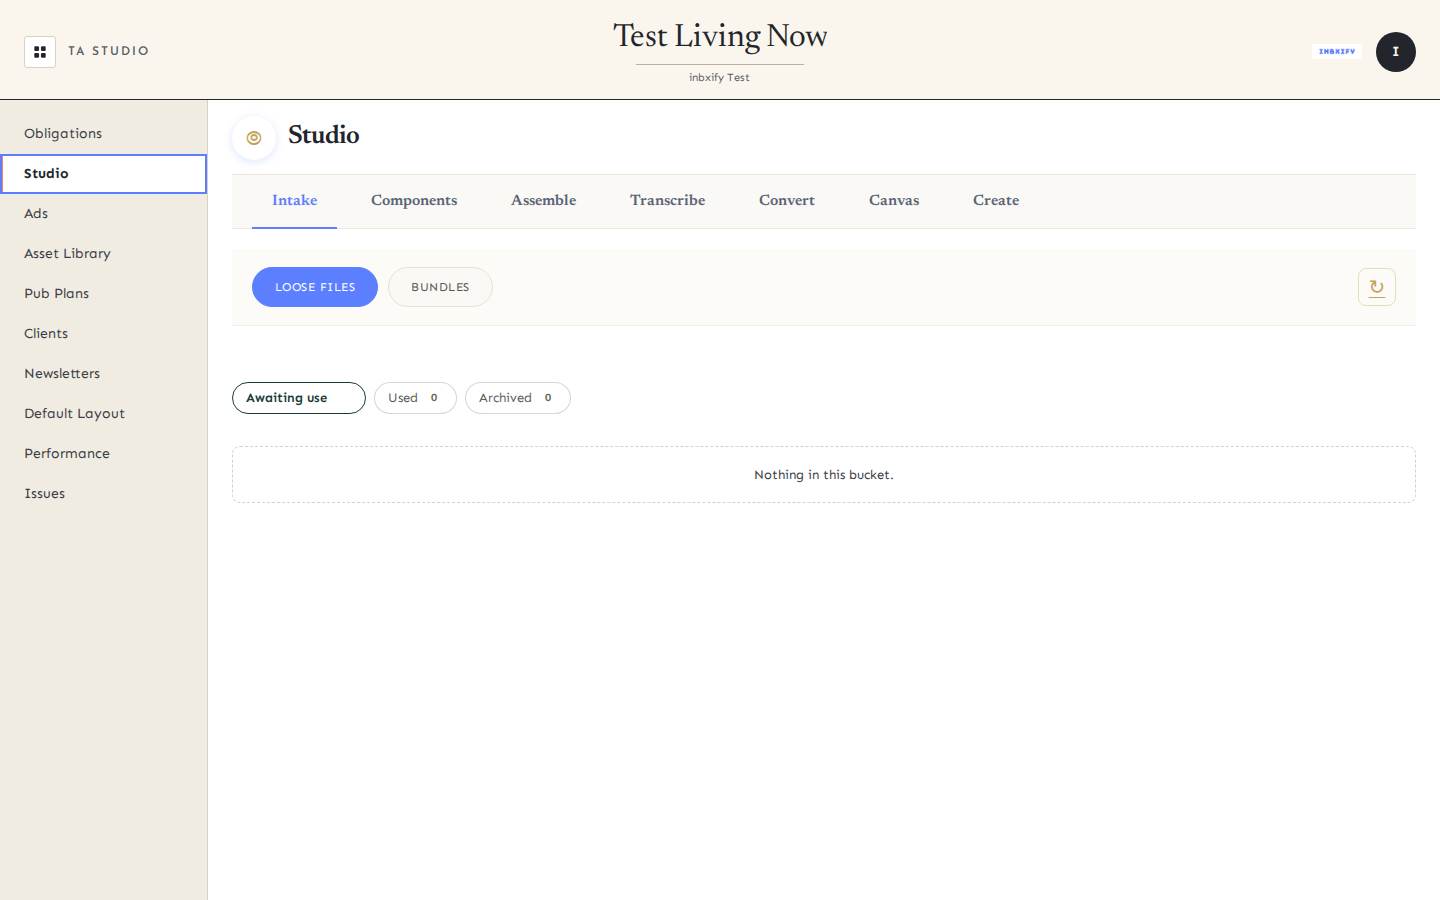 TA STUDIO
Test Living Now
inbxify Test
INBXIFY
I
Obligations
Studio
Ads
Asset Library
Pub Plans
Clients
Newsletters
Default Layout
Performance
Issues
Studio
Intake Components Assemble Transcribe Convert Canvas Create
LOOSE FILES BUNDLES
Awaiting use Used 0 Archived 0
Nothing in this bucket.